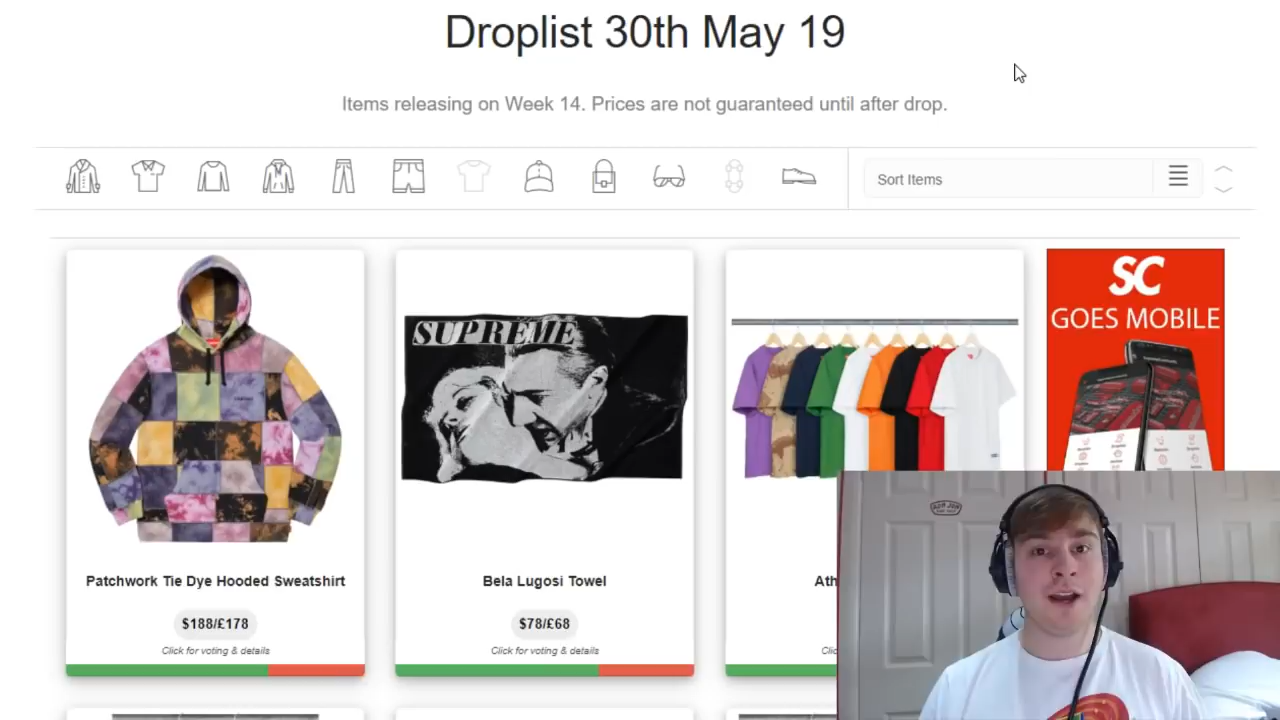 Droplist 30th May 19
Items releasing on Week 14. Prices are not guaranteed until after drop.
Sort Items
SUPREME
SC
GOES MOBILE
Patchwork Tie Dye Hooded Sweatshirt
Bela Lugosi Towel
Ath
$188/£178
$78/£68
Click for voting & details
Click for voting & details
Clic